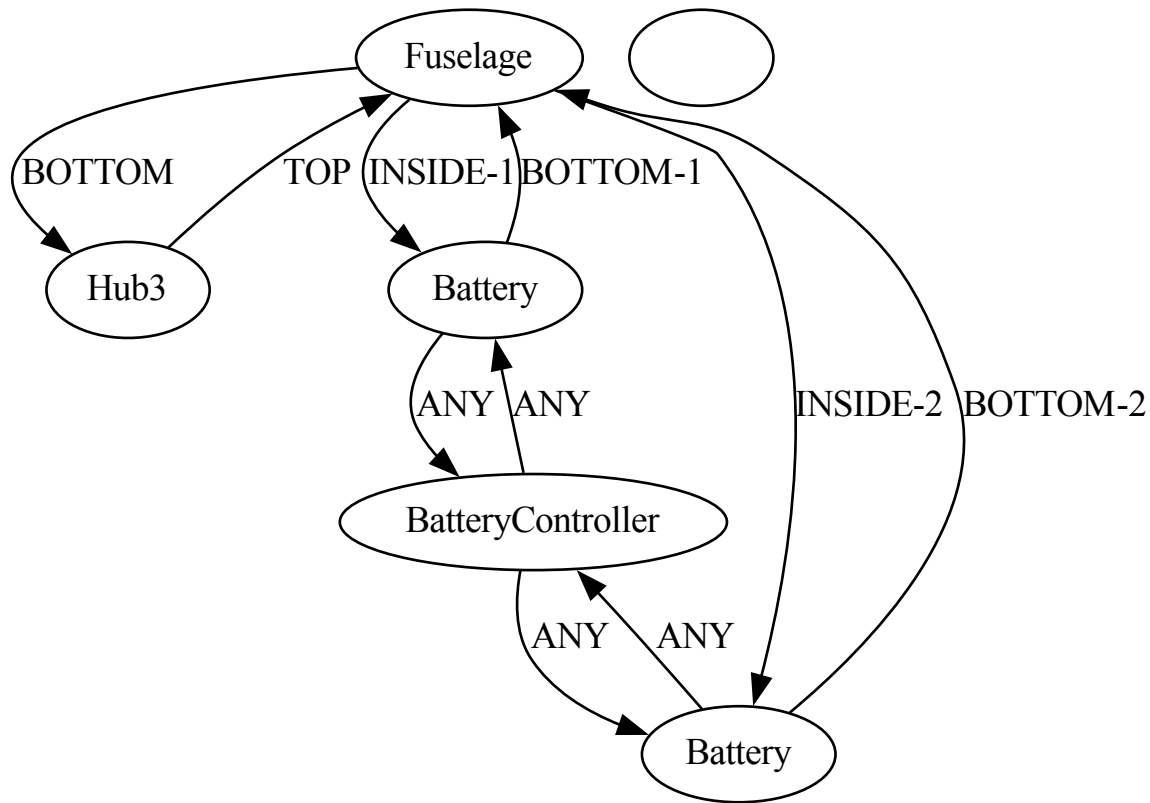 Fuselage
BOTTOM
TOP
INSIDE-1
BOTTOM-1
Hub3
Battery
ANY
ANY
INSIDE-2
BOTTOM-2
BatteryController
ANY
ANY
Battery